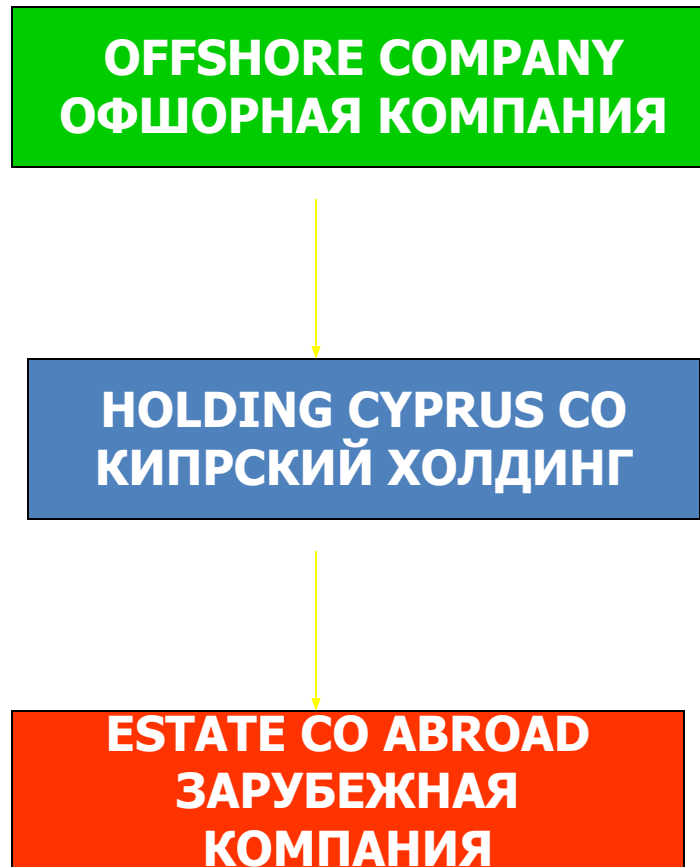 OFFSHORE COMPANY
ОФШОРНАЯ КОМПАНИЯ
HOLDING CYPRUS CO
КИПРСКИЙ ХОЛДИНГ
ESTATE CO ABROAD
ЗАРУБЕЖНАЯ
КОМПАНИЯ